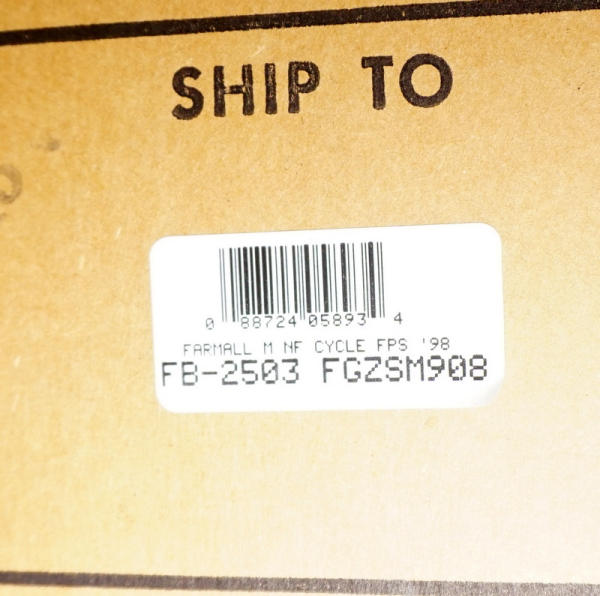 SHIP TO
0 88724 05893 4
FARMALL M NF CYCLE FPS '98
FB-2503 FGZSM908